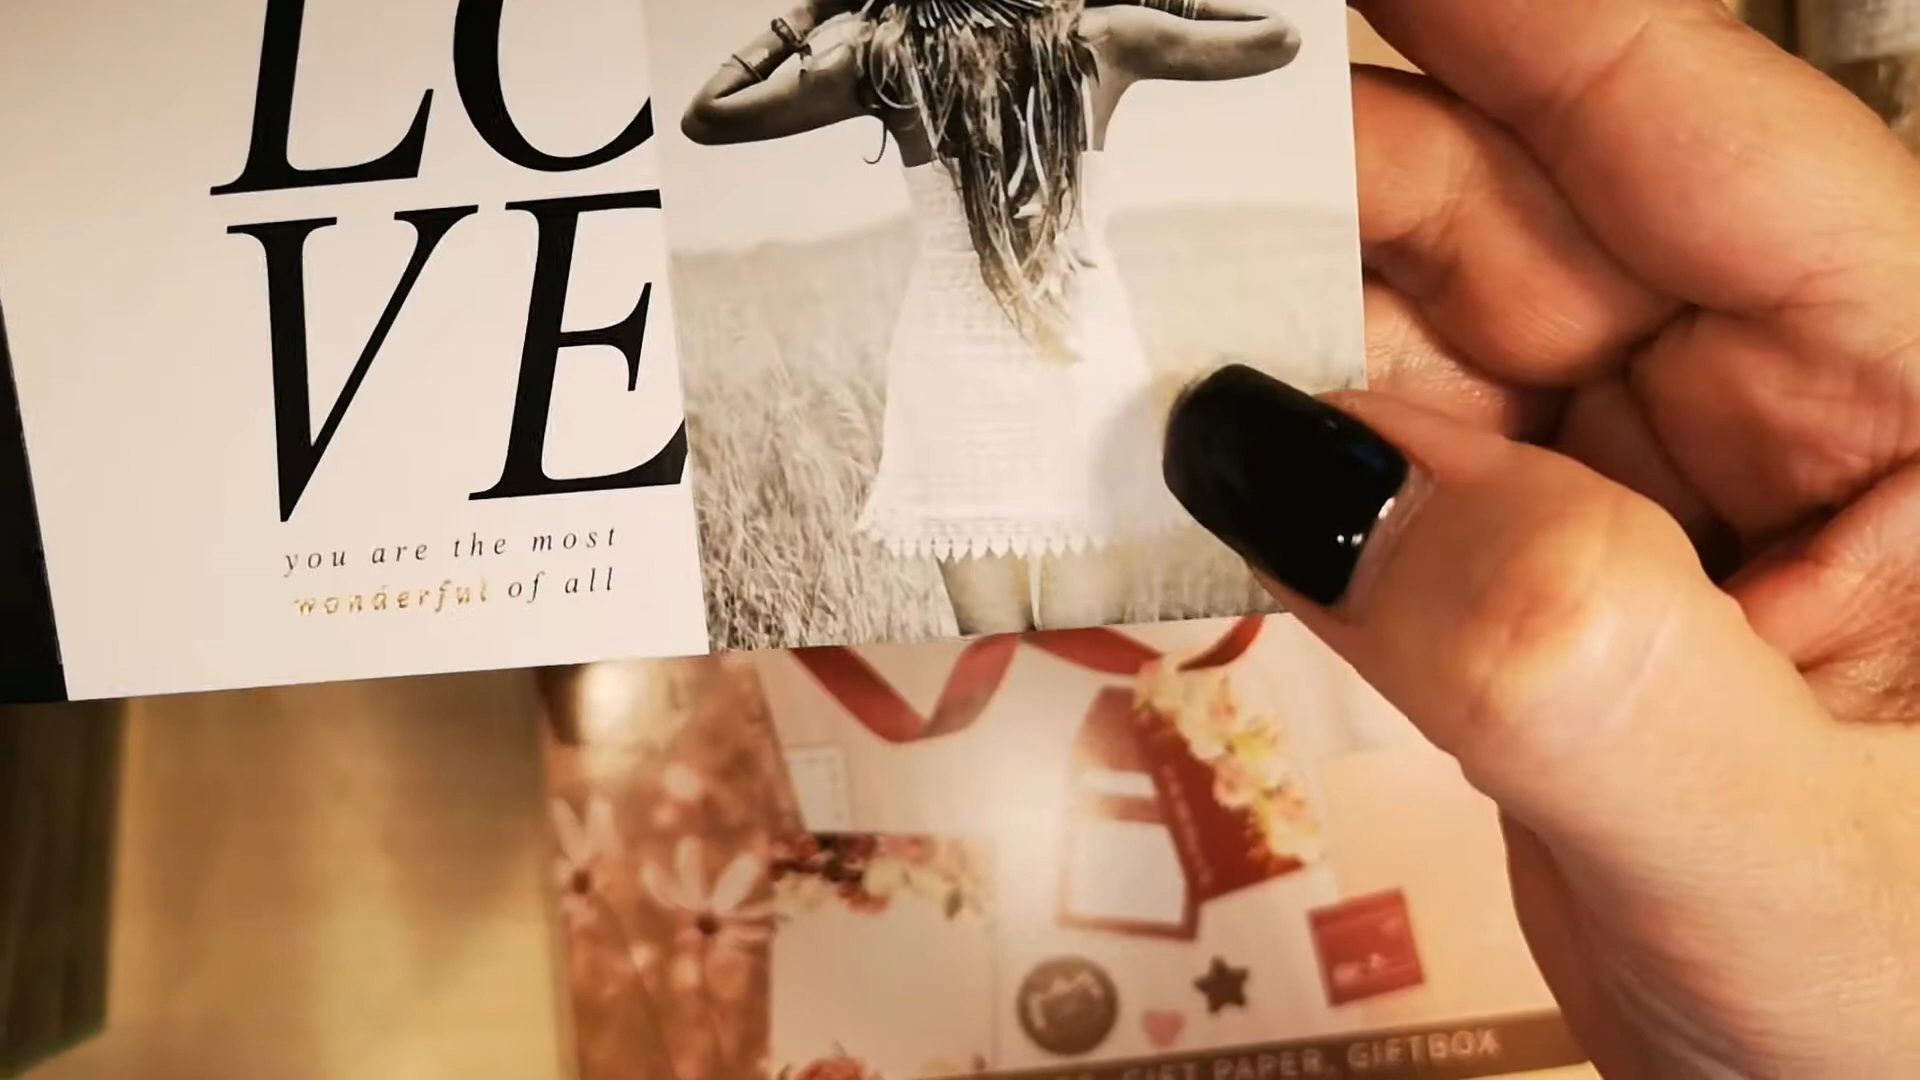 LO
VE
you are the most
wonderful of all
GIFT PAPER, GIFTBOX